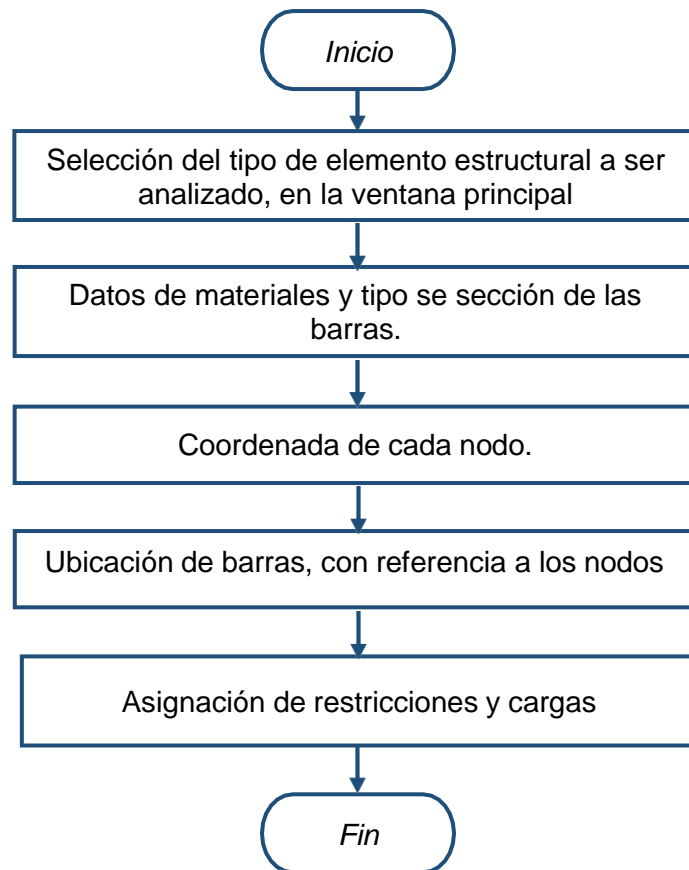 Inicio
Selección del tipo de elemento estructural a ser
analizado, en la ventana principal
Datos de materiales y tipo se sección de las
barras.
Coordenada de cada nodo.
Ubicación de barras, con referencia a los nodos
Asignación de restricciones y cargas
Fin